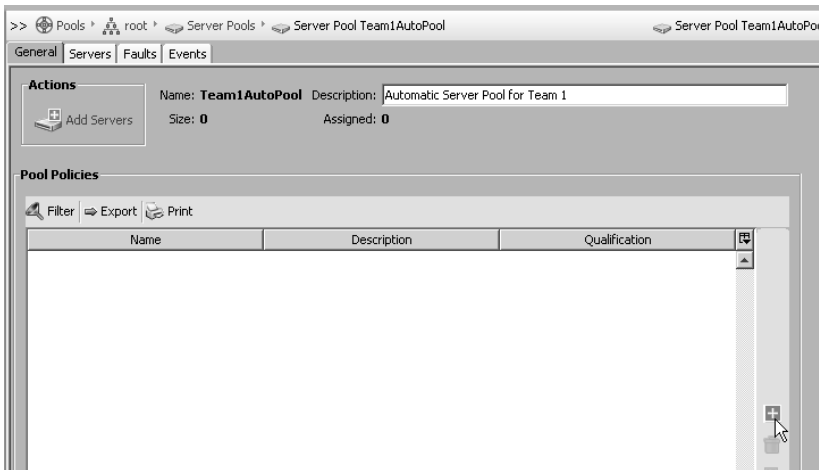 >> Pools root Server Pools Server Pool Team1AutoPool Server Pool Team1AutoPo
General Servers Faults Events
Actions
Add Servers
Name: Team1AutoPool Description: Automatic Server Pool for Team 1
Size: 0 Assigned: 0
Pool Policies
Filter Export Print
Name Description Qualification